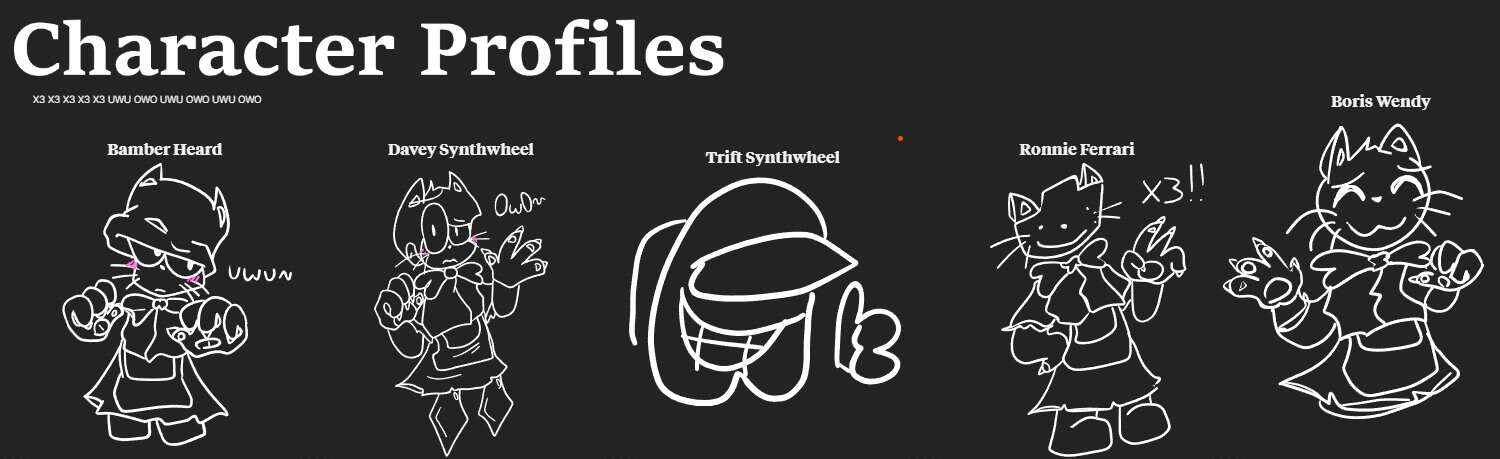 Character Profiles
X3 X3 X3 X3 X3 UWU OWO UWU OWO UWU OWO
Boris Wendy
Bamber Heard
Davey Synthwheel
Trift Synthwheel
Ronnie Ferrari
OwO~
X3!!
UWU~